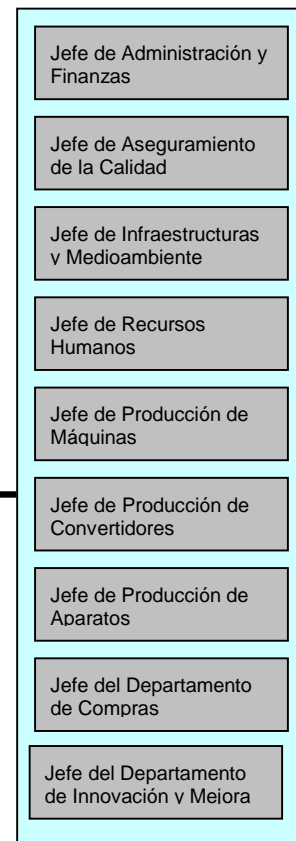 Jefe de Administración y
Finanzas
Jefe de Aseguramiento
de la Calidad
Jefe de Infraestructuras
y Medioambiente
Jefe de Recursos
Humanos
Jefe de Producción de
Máquinas
Jefe de Producción de
Convertidores
Jefe de Producción de
Aparatos
Jefe del Departamento
de Compras
Jefe del Departamento
de Innovación y Mejora